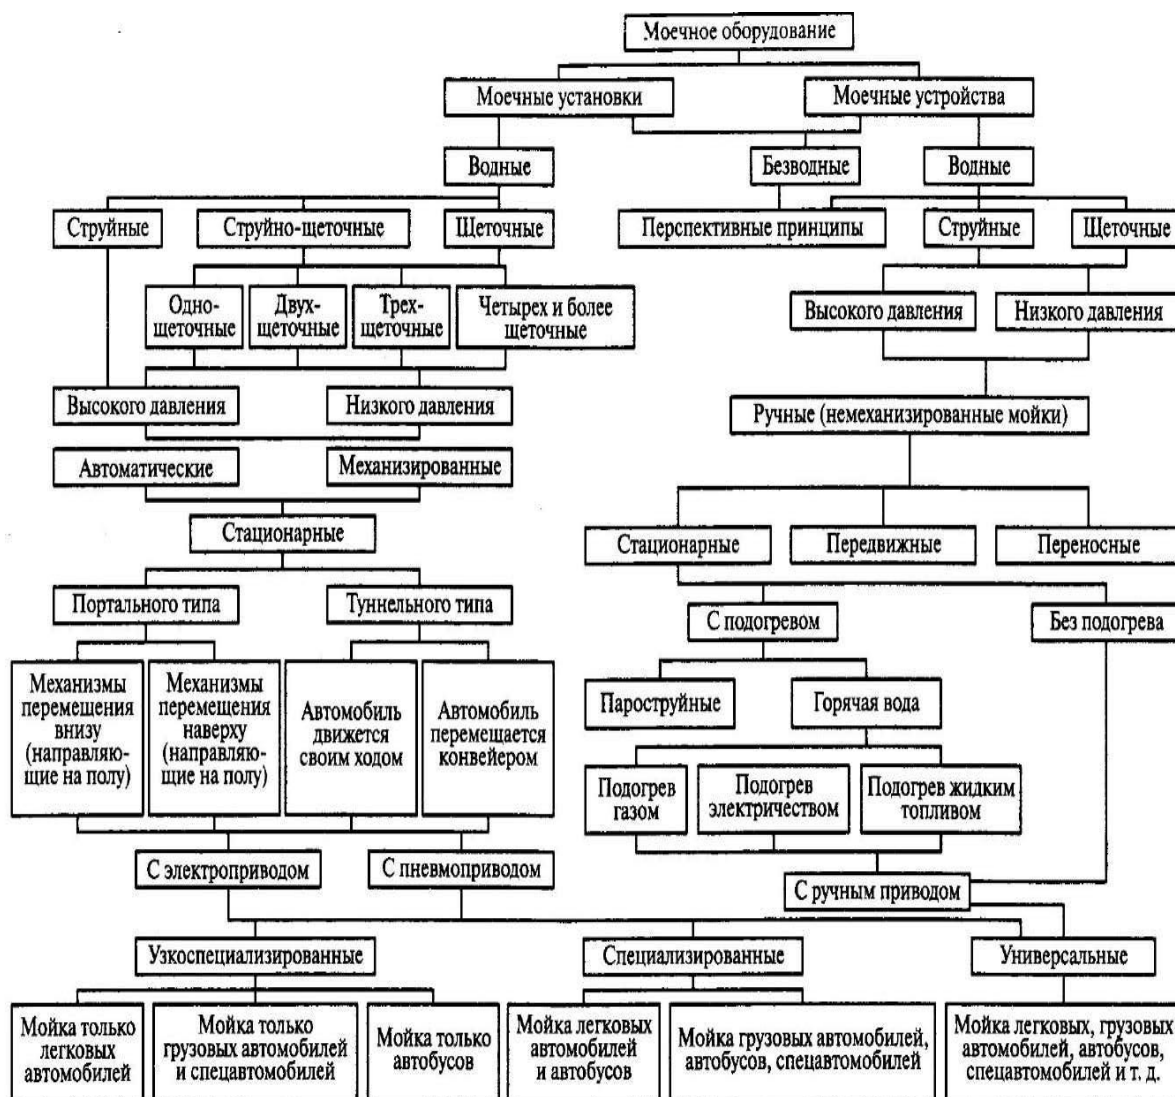 Моечное оборудование
Моечные установки
Моечные устройства
Водные
Безводные
Водные
Струйные
Струйно-щеточные
Щеточные
Перспективные принципы
Струйные
Щеточные
Одно-
щеточные
Двух-
щеточные
Трех-
щеточные
Четырех и более
щеточные
Высокого давления
Низкого давления
Высокого давления
Низкого давления
Ручные (немеханизированные мойки)
Автоматические
Механизированные
Стационарные
Стационарные
Передвижные
Переносные
Портального типа
Туннельного типа
С подогревом
Без подогрева
Механизмы
перемещения
внизу
(направляю-
щие на полу)
Механизмы
перемещения
наверху
(направляю-
щие на полу)
Автомобиль
движется
своим ходом
Автомобиль
перемещается
конвейером
Пароструйные
Горячая вода
Подогрев
газом
Подогрев
электричеством
Подогрев жидким
топливом
С электроприводом
С пневмоприводом
С ручным приводом
Узкоспециализированные
Специализированные
Универсальные
Мойка только
легковых
автомобилей
Мойка только
грузовых автомобилей
и спецавтомобилей
Мойка только
автобусов
Мойка легковых
автомобилей
и автобусов
Мойка грузовых автомобилей,
автобусов, спецавтомобилей
Мойка легковых, грузовых
автомобилей, автобусов,
спецавтомобилей и т. д.